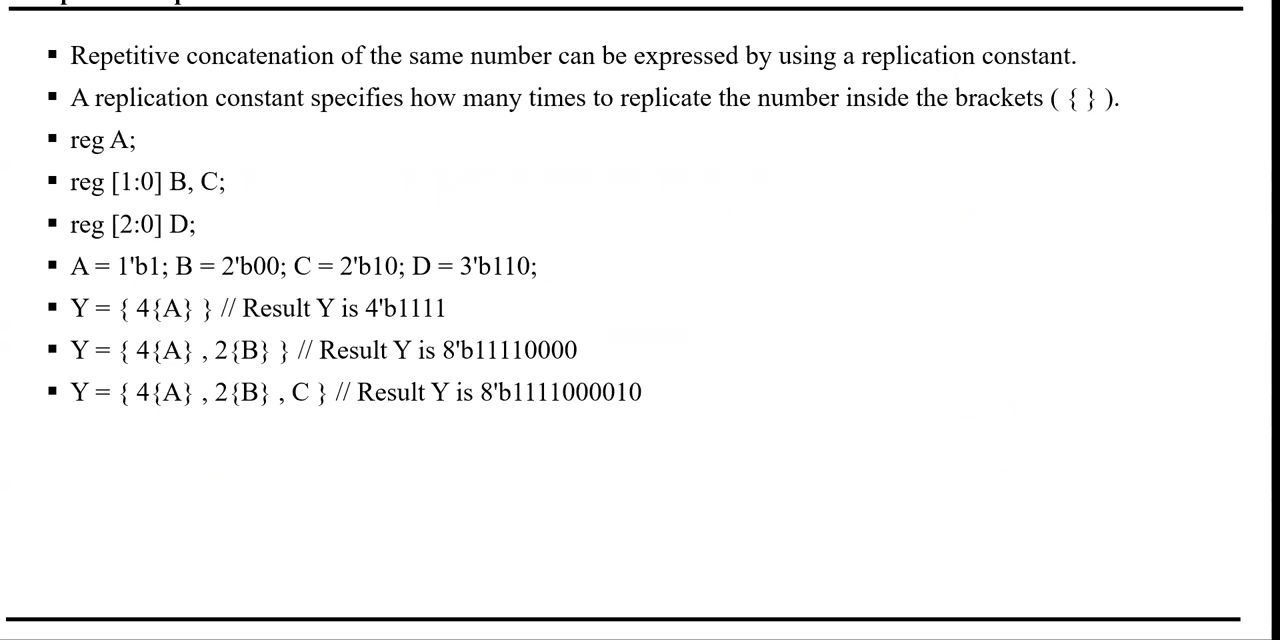 ▪ Repetitive concatenation of the same number can be expressed by using a replication constant.
▪ A replication constant specifies how many times to replicate the number inside the brackets ( { } ).
▪ reg A;
▪ reg [1:0] B, C;
▪ reg [2:0] D;
▪ A = 1'b1; B = 2'b00; C = 2'b10; D = 3'b110;
▪ Y = { 4{A} } // Result Y is 4'b1111
▪ Y = { 4{A} , 2{B} } // Result Y is 8'b11110000
▪ Y = { 4{A} , 2{B} , C } // Result Y is 8'b1111000010